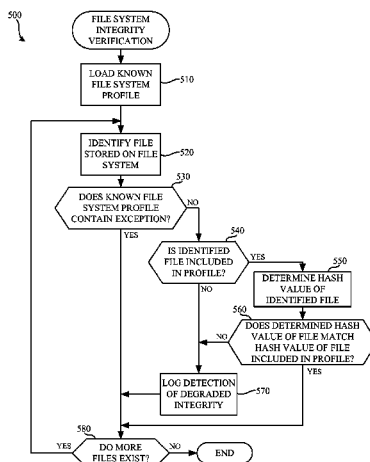 500
FILE SYSTEM
INTEGRITY
VERIFICATION
LOAD KNOWN
FILE SYSTEM
PROFILE
510
IDENTIFY FILE
STORED ON FILE
SYSTEM
520
530
DOES KNOWN FILE
SYSTEM PROFILE
CONTAIN EXCEPTION?
NO
YES
540
IS IDENTIFIED
FILE INCLUDED
IN PROFILE?
YES
NO
550
DETERMINE HASH
VALUE OF
IDENTIFIED FILE
560
DOES DETERMINED HASH
VALUE OF FILE MATCH
HASH VALUE OF FILE
INCLUDED IN PROFILE?
NO
YES
LOG DETECTION
OF DEGRADED
INTEGRITY
570
580
DO MORE
FILES EXIST?
YES
NO
END